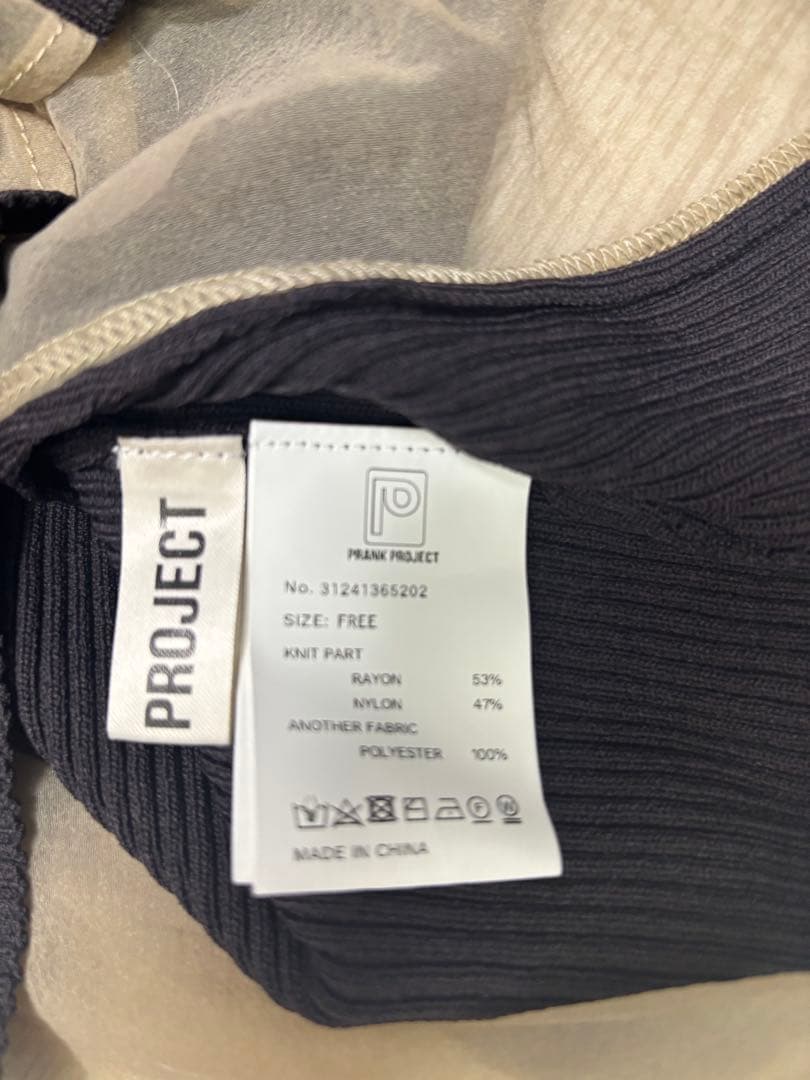 PROJECT
PRANK PROJECT
No. 31241365202
SIZE: FREE
KNIT PART
RAYON 53%
NYLON 47%
ANOTHER FABRIC
POLYESTER 100%
MADE IN CHINA